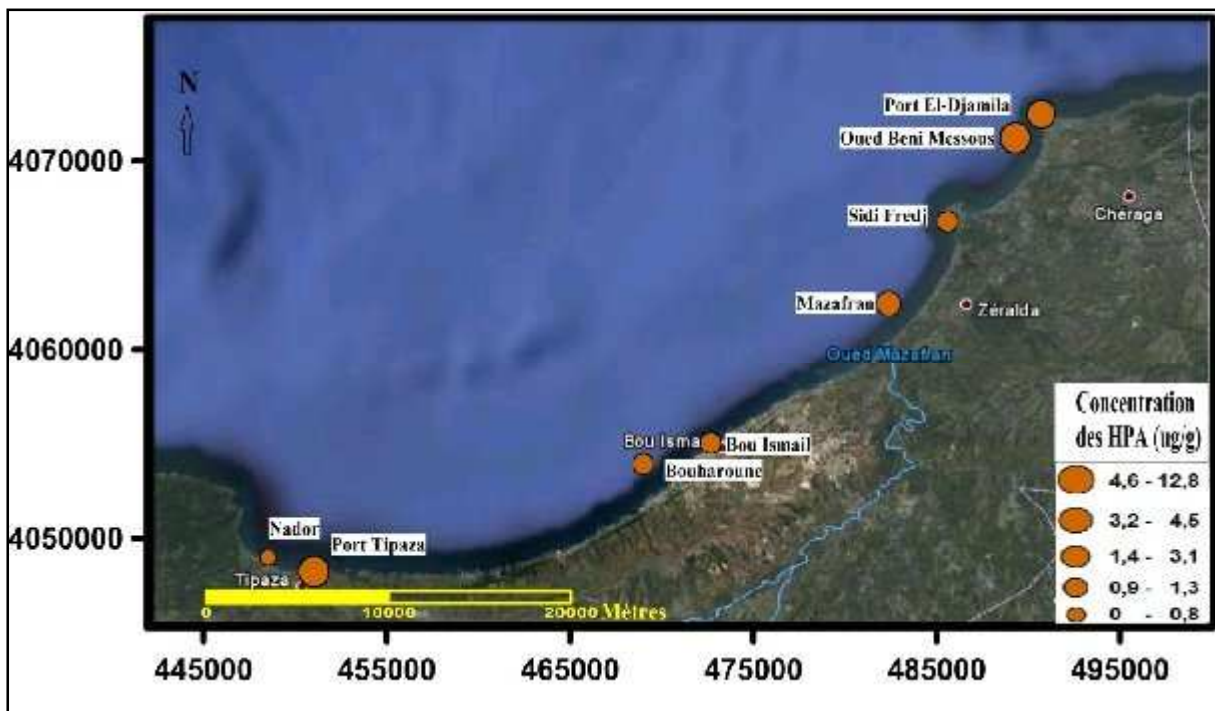 N
Port El-Djamila
Oued Beni Messous
4070000
Sidi Fredj
Cheraga
Mazafran
Zéralda
4060000
Oued Mazafran
Concentration
des HPA (ug/g)
4,6 - 12,8
3,2 - 4,5
1,4 - 3,1
0,9 - 1,3
0 - 0,8
Bou Isma
Bou Ismail
Bouharoune
4050000
Nador
Port Tipaza
Tipaza
0 10000 20000 Mètres
445000 455000 465000 475000 485000 495000